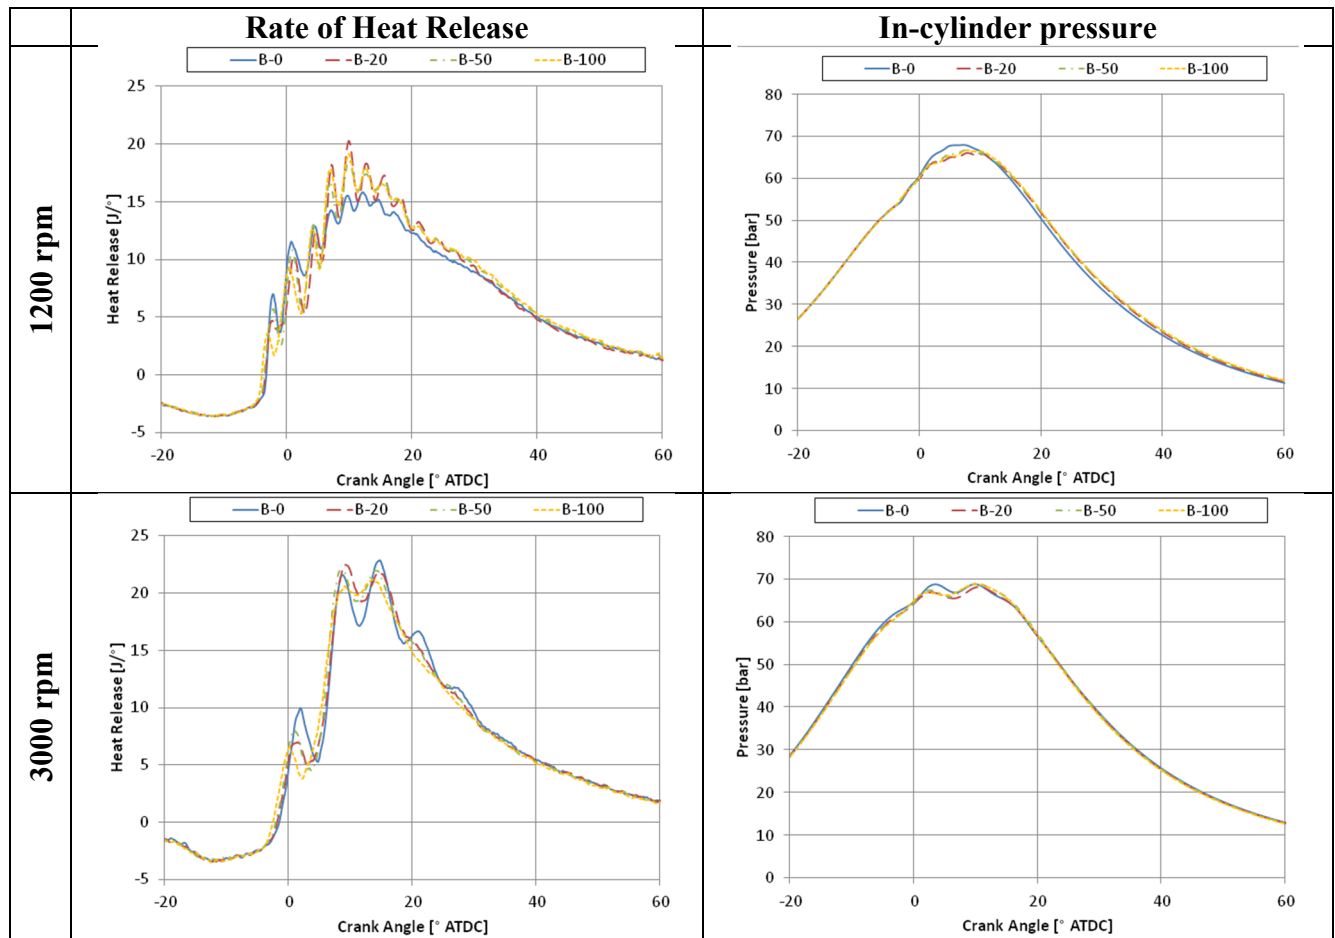 Rate of Heat Release
In-cylinder pressure
1200 rpm
B-0 B-20 B-50 B-100
Heat Release [J/°]
25
20
15
10
5
0
-5
-20 0 20 40 60
Crank Angle [° ATDC]
B-0 B-20 B-50 B-100
Pressure [bar]
80
70
60
50
40
30
20
10
0
-20 0 20 40 60
Crank Angle [° ATDC]
3000 rpm
B-0 B-20 B-50 B-100
Heat Release [J/°]
25
20
15
10
5
0
-5
-20 0 20 40 60
Crank Angle [° ATDC]
B-0 B-20 B-50 B-100
Pressure [bar]
80
70
60
50
40
30
20
10
0
-20 0 20 40 60
Crank Angle [° ATDC]